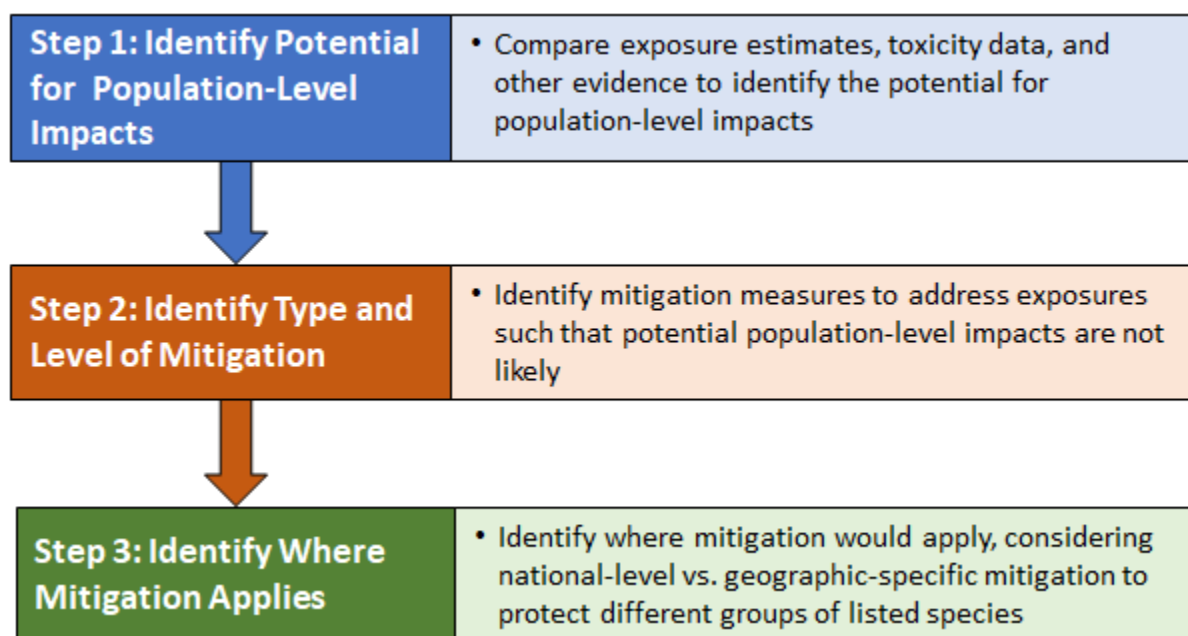 Step 1: Identify Potential
for Population-Level
Impacts
• Compare exposure estimates, toxicity data, and
other evidence to identify the potential for
population-level impacts
Step 2: Identify Type and
Level of Mitigation
• Identify mitigation measures to address exposures
such that potential population-level impacts are not
likely
Step 3: Identify Where
Mitigation Applies
• Identify where mitigation would apply, considering
national-level vs. geographic-specific mitigation to
protect different groups of listed species